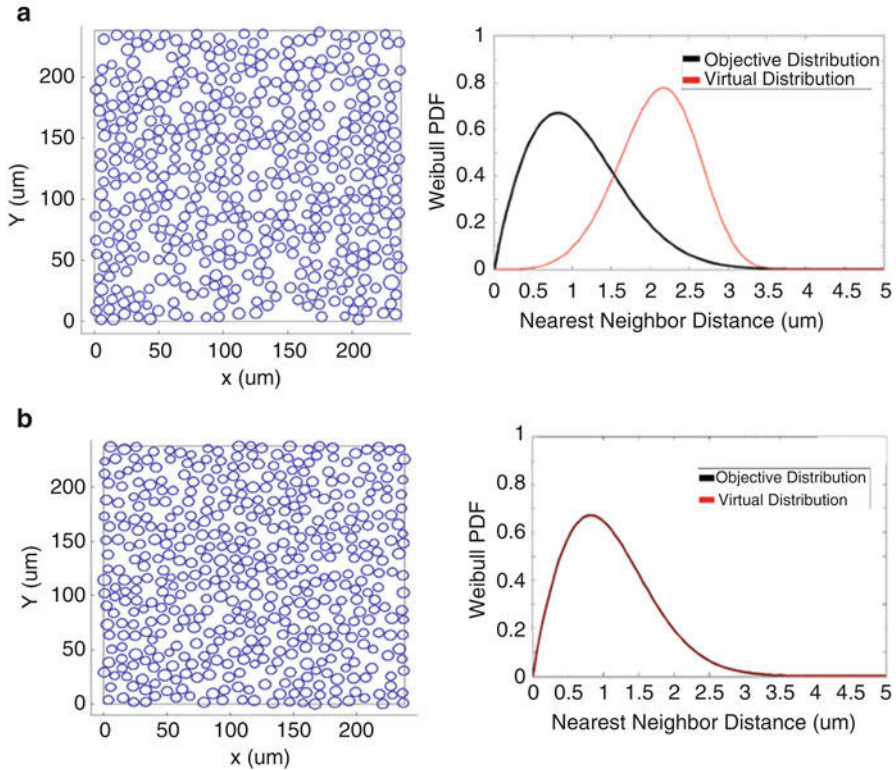 a
200
150
100
50
0
Y (um)
0 50 100 150 200
x (um)
1
0.8
0.6
0.4
0.2
0
Weibull PDF
Objective Distribution
Virtual Distribution
0 0.5 1 1.5 2 2.5 3 3.5 4 4.5 5
Nearest Neighbor Distance (um)
b
200
150
100
50
0
Y (um)
0 50 100 150 200
x (um)
1
0.8
0.6
0.4
0.2
0
Weibull PDF
Objective Distribution
Virtual Distribution
0 0.5 1 1.5 2 2.5 3 3.5 4 4.5 5
Nearest Neighbor Distance (um)